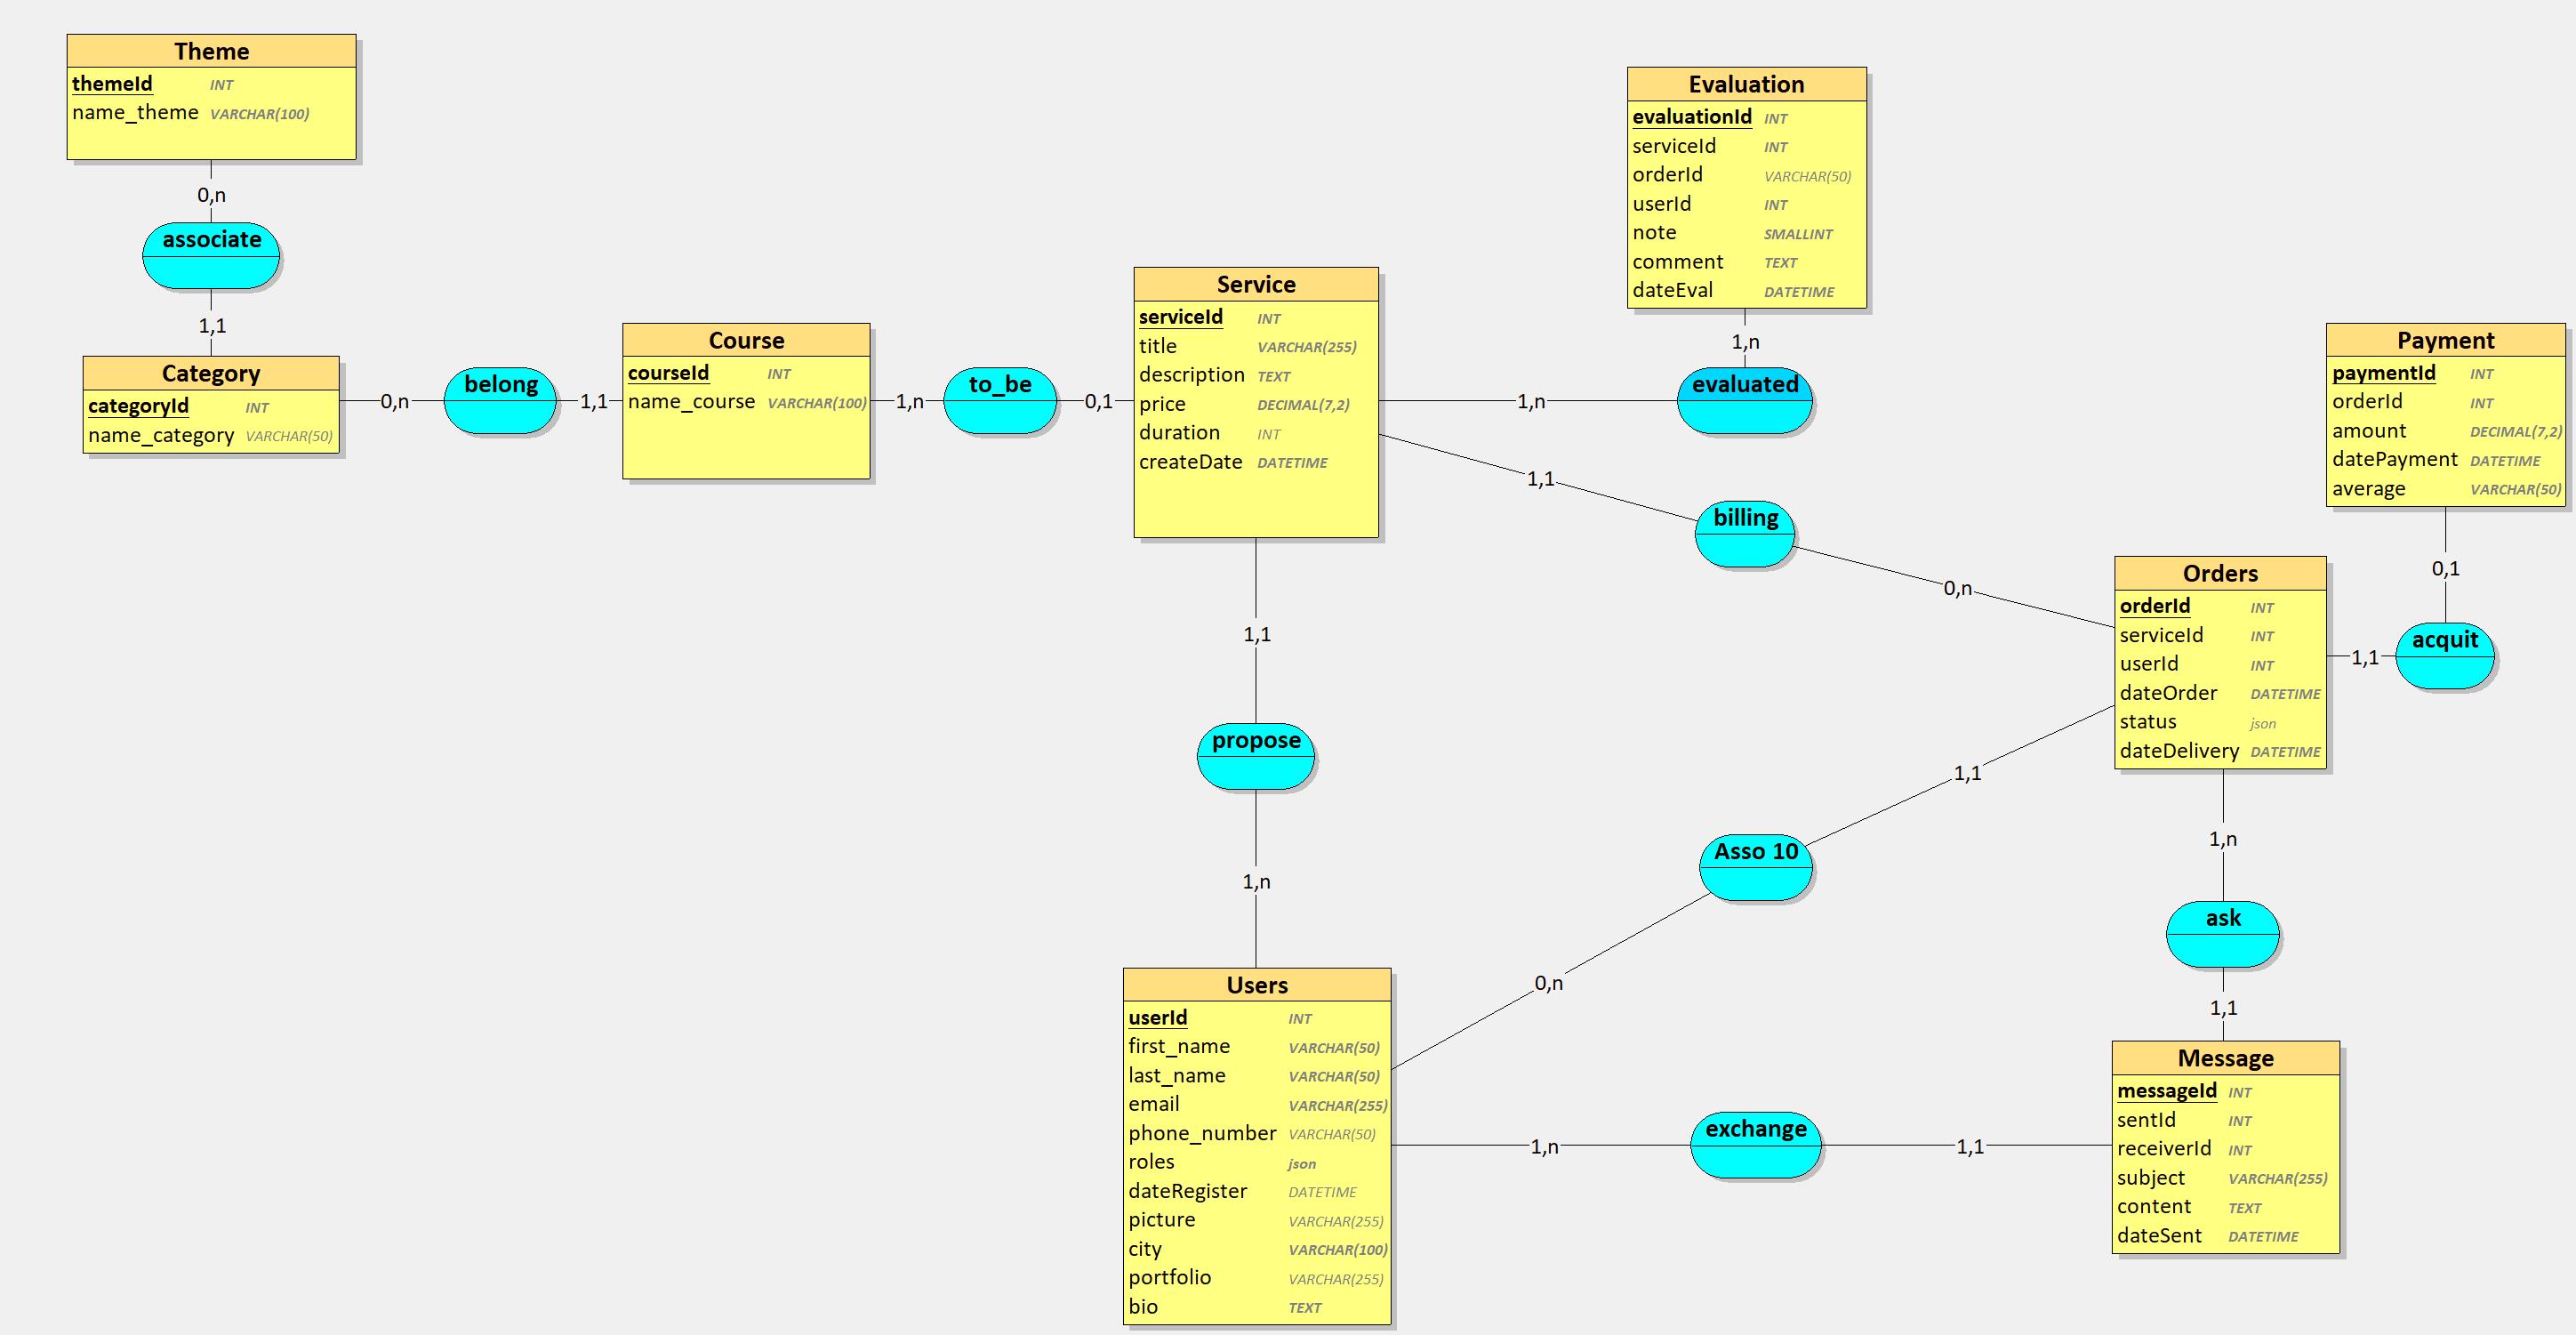 Theme
themeId INT
name_theme VARCHAR(100)
0,n
associate
1,1
Category
categoryId INT
name_category VARCHAR(50)
0,n
belong
1,1
Course
courseId INT
name_course VARCHAR(100)
1,n
to_be
0,1
Service
serviceId INT
title VARCHAR(255)
description TEXT
price DECIMAL(7,2)
duration INT
createDate DATETIME
1,n
evaluated
1,n
Evaluation
evaluationId INT
serviceId INT
orderId VARCHAR(50)
userId INT
note SMALLINT
comment TEXT
dateEval DATETIME
1,1
billing
0,n
Payment
paymentId INT
orderId INT
amount DECIMAL(7,2)
datePayment DATETIME
average VARCHAR(50)
0,1
acquit
1,1
Orders
orderId INT
serviceId INT
userId INT
dateOrder DATETIME
status json
dateDelivery DATETIME
1,1
propose
1,n
1,1
Asso 10
0,n
1,n
ask
1,1
Users
userId INT
first_name VARCHAR(50)
last_name VARCHAR(50)
email VARCHAR(255)
phone_number VARCHAR(50)
roles json
dateRegister DATETIME
picture VARCHAR(255)
city VARCHAR(100)
portfolio VARCHAR(255)
bio TEXT
1,n
exchange
1,1
Message
messageId INT
sentId INT
receiverId INT
subject VARCHAR(255)
content TEXT
dateSent DATETIME